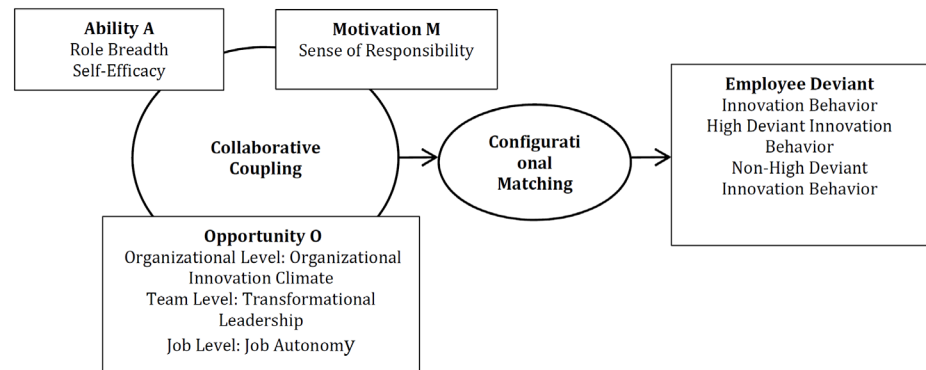 Ability A
Role Breadth
Self-Efficacy
Motivation M
Sense of Responsibility
Collaborative
Coupling
Opportunity O
Organizational Level: Organizational
Innovation Climate
Team Level: Transformational
Leadership
Job Level: Job Autonomy
Configurati
onal
Matching
Employee Deviant
Innovation Behavior
High Deviant Innovation
Behavior
Non-High Deviant
Innovation Behavior